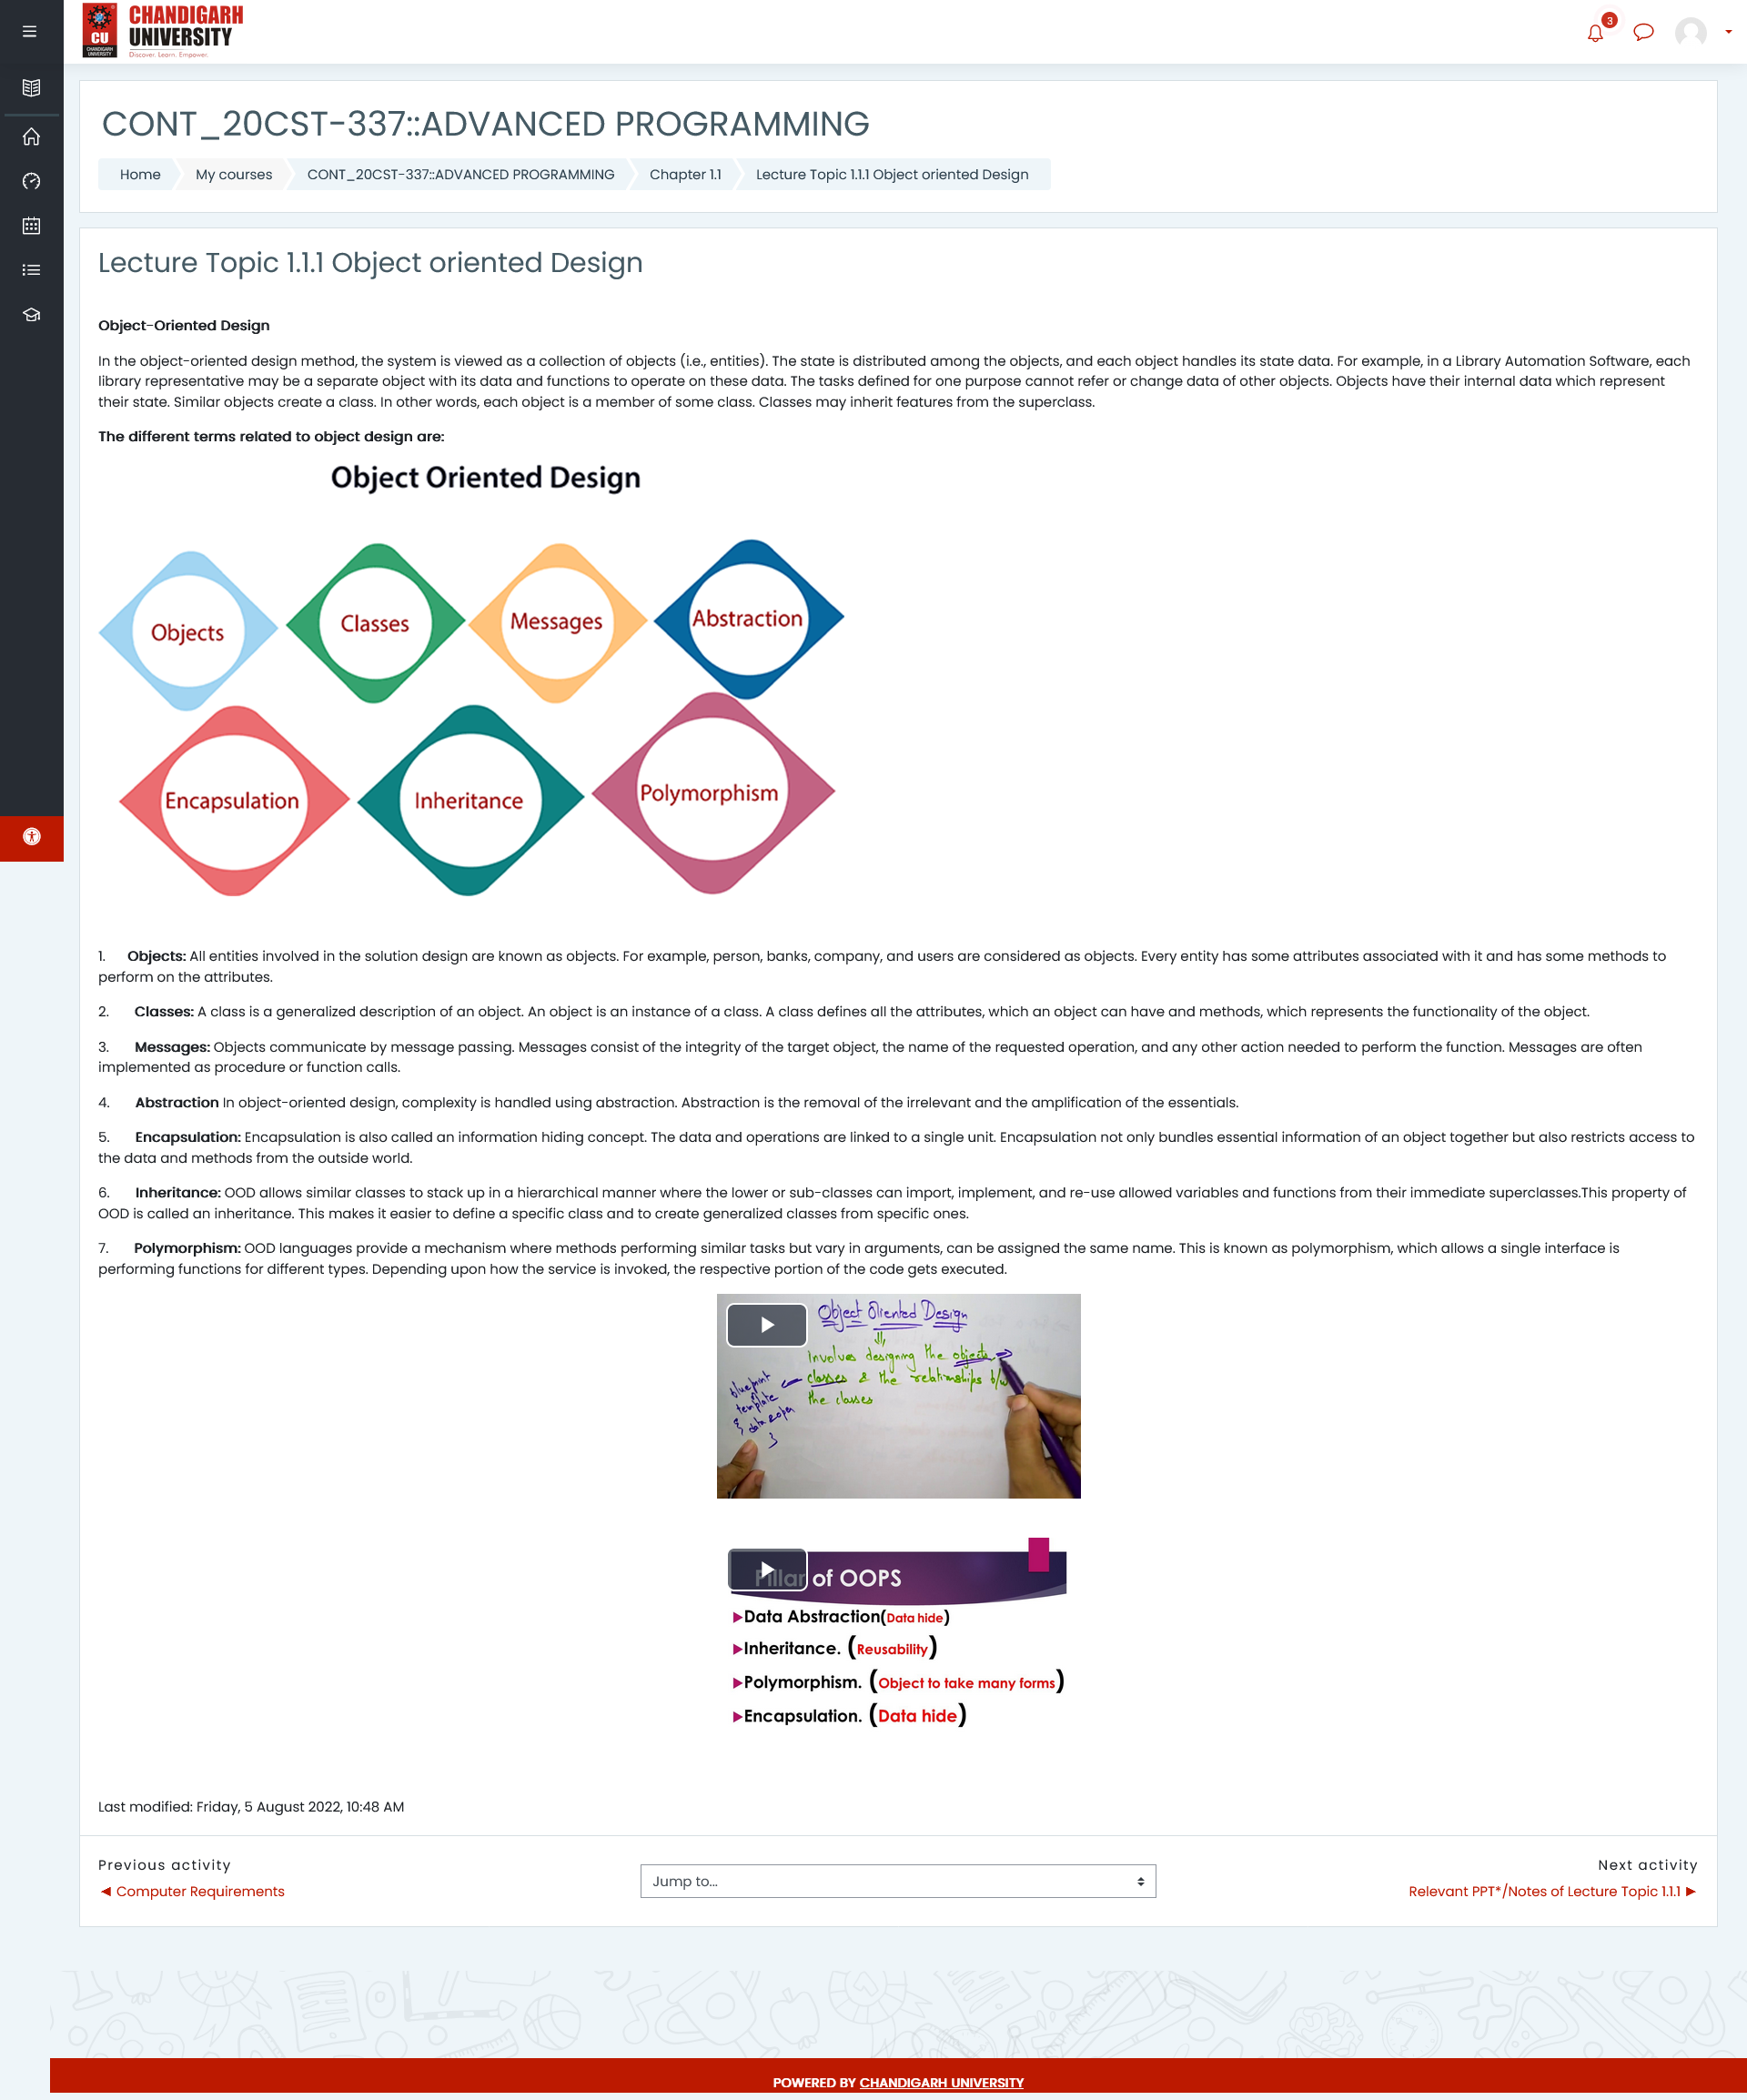 CU
CHANDIGARH
UNIVERSITY
CHANDIGARH
UNIVERSITY
Discover. Learn. Empower.
3
CONT_20CST-337::ADVANCED PROGRAMMING
Home My courses CONT_20CST-337::ADVANCED PROGRAMMING Chapter 1.1 Lecture Topic 1.1.1 Object oriented Design
Lecture Topic 1.1.1 Object oriented Design
Object-Oriented Design
In the object-oriented design method, the system is viewed as a collection of objects (i.e., entities). The state is distributed among the objects, and each object handles its state data. For example, in a Library Automation Software, each
library representative may be a separate object with its data and functions to operate on these data. The tasks defined for one purpose cannot refer or change data of other objects. Objects have their internal data which represent
their state. Similar objects create a class. In other words, each object is a member of some class. Classes may inherit features from the superclass.
The different terms related to object design are:
Object Oriented Design
Objects Classes Messages Abstraction
Encapsulation Inheritance Polymorphism
1. Objects: All entities involved in the solution design are known as objects. For example, person, banks, company, and users are considered as objects. Every entity has some attributes associated with it and has some methods to
perform on the attributes.
2. Classes: A class is a generalized description of an object. An object is an instance of a class. A class defines all the attributes, which an object can have and methods, which represents the functionality of the object.
3. Messages: Objects communicate by message passing. Messages consist of the integrity of the target object, the name of the requested operation, and any other action needed to perform the function. Messages are often
implemented as procedure or function calls.
4. Abstraction In object-oriented design, complexity is handled using abstraction. Abstraction is the removal of the irrelevant and the amplification of the essentials.
5. Encapsulation: Encapsulation is also called an information hiding concept. The data and operations are linked to a single unit. Encapsulation not only bundles essential information of an object together but also restricts access to
the data and methods from the outside world.
6. Inheritance: OOD allows similar classes to stack up in a hierarchical manner where the lower or sub-classes can import, implement, and re-use allowed variables and functions from their immediate superclasses.This property of
OOD is called an inheritance. This makes it easier to define a specific class and to create generalized classes from specific ones.
7. Polymorphism: OOD languages provide a mechanism where methods performing similar tasks but vary in arguments, can be assigned the same name. This is known as polymorphism, which allows a single interface is
performing functions for different types. Depending upon how the service is invoked, the respective portion of the code gets executed.
Object Oriented Design
Involves designing the objects
classes & the relationships b/w
the classes
blueprint
template
{ data & oper
}
Pillar of OOPS
Data Abstraction(Data hide)
Inheritance. (Reusability)
Polymorphism. (Object to take many forms)
Encapsulation. (Data hide)
Last modified: Friday, 5 August 2022, 10:48 AM
Previous activity
◄ Computer Requirements
Jump to...
Next activity
Relevant PPT*/Notes of Lecture Topic 1.1.1 ►
POWERED BY CHANDIGARH UNIVERSITY